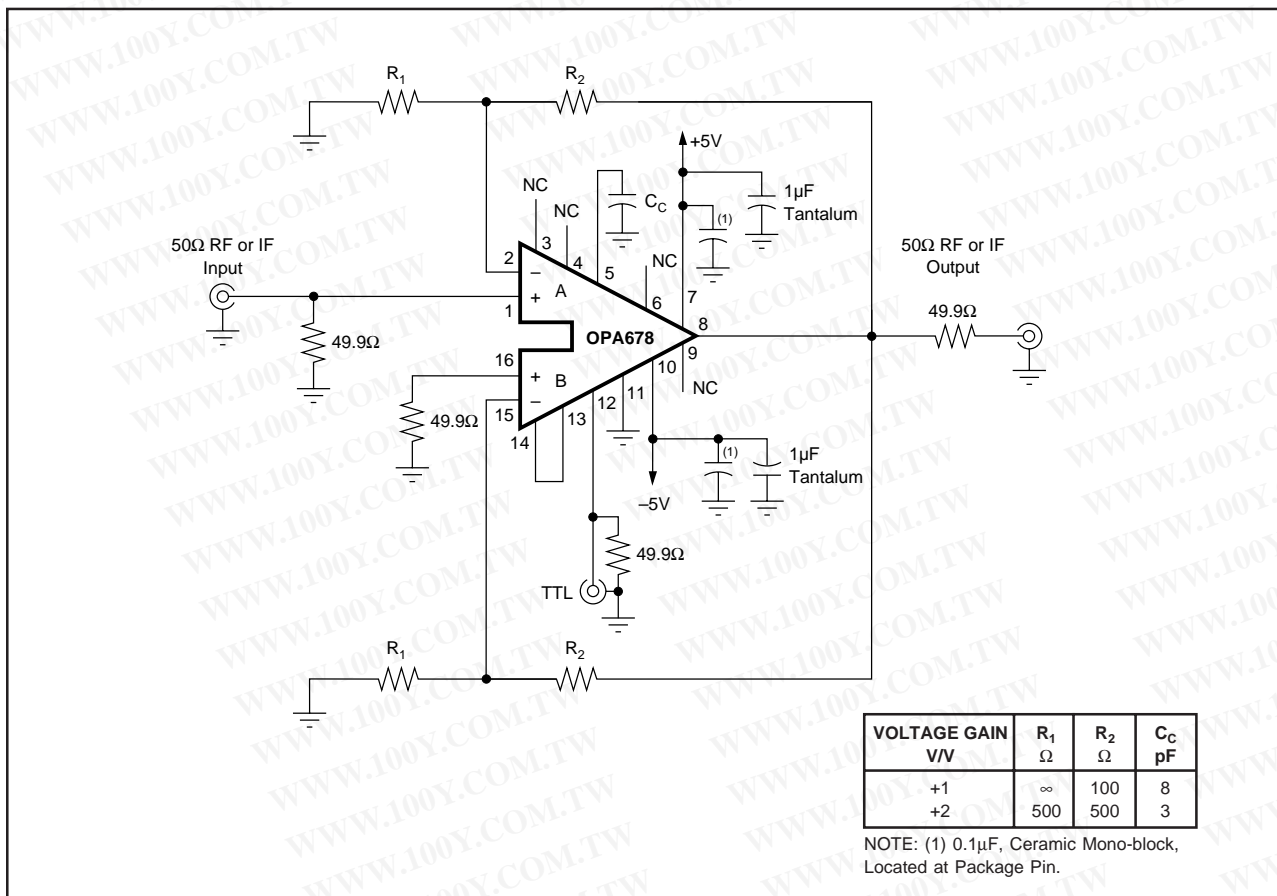 R1
R2
+5V
NC
NC
CC
(1)
1µF
Tantalum
50Ω RF or IF
Input
2
–
3
4
5
A
NC
6
7
50Ω RF or IF
Output
+
1
49.9Ω
OPA678
8
49.9Ω
16
+
B
9
10
NC
–
15
49.9Ω
14
13
12
11
(1)
1µF
Tantalum
–5V
49.9Ω
TTL
R1
R2
VOLTAGE GAIN R1 R2 CC
V/V Ω Ω pF
+1 ∞ 100 8
+2 500 500 3
NOTE: (1) 0.1µF, Ceramic Mono-block,
Located at Package Pin.
WWW.100Y.COM.TW